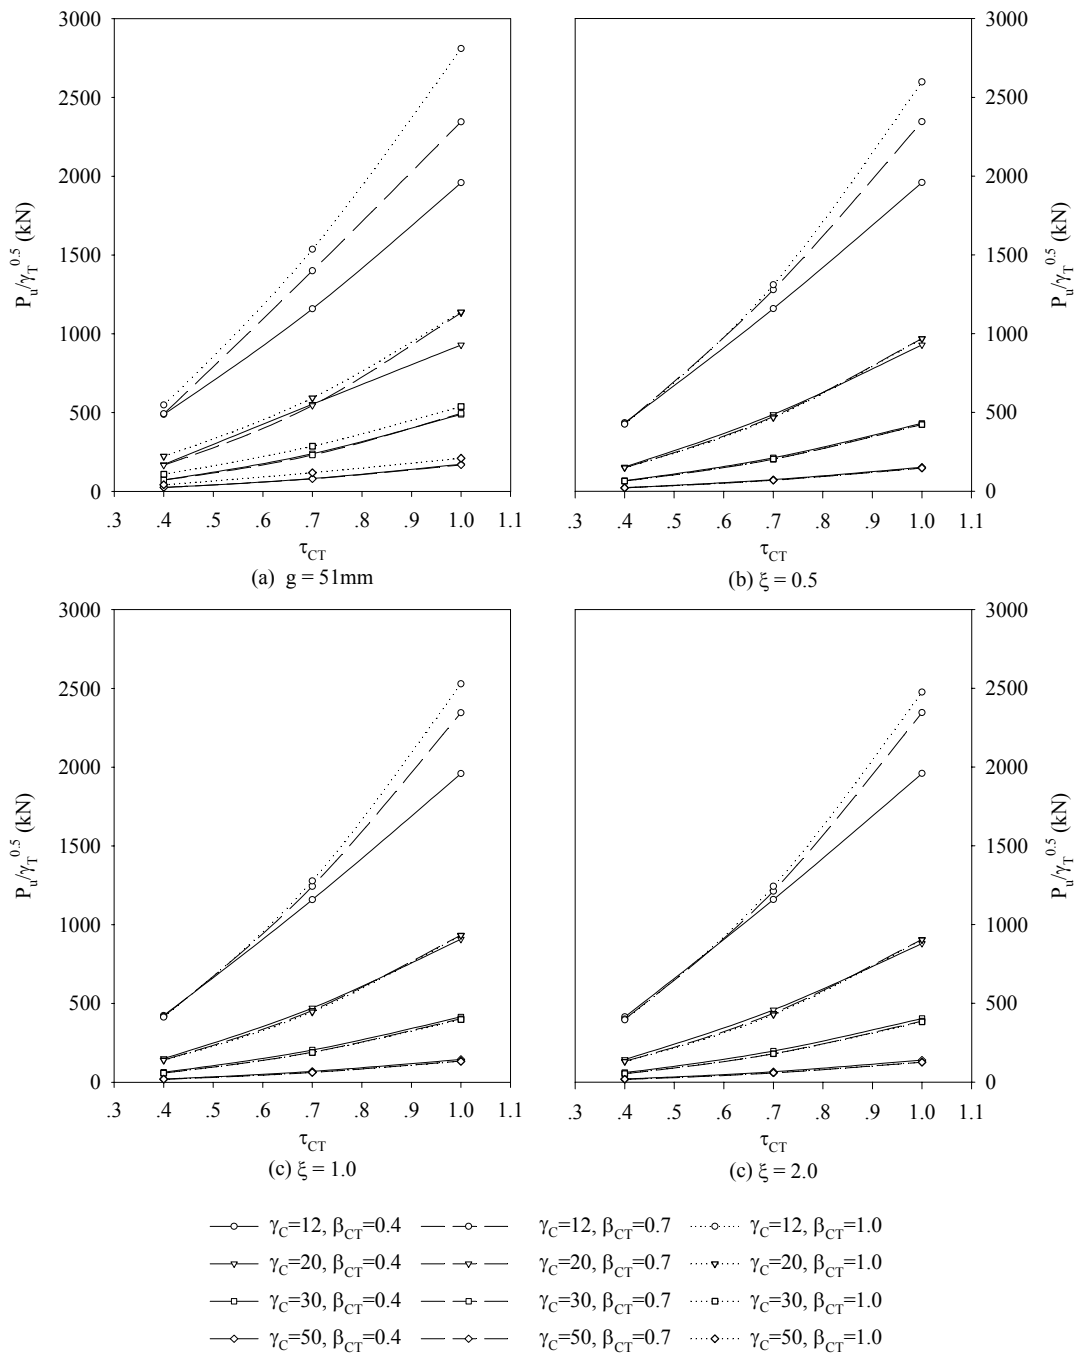 3000 3000
2500 2500
2000 2000
1500 1500
1000 1000
500 500
0 0
P_u/γ_T^0.5 (kN) P_u/γ_T^0.5 (kN)
.3 .4 .5 .6 .7 .8 .9 1.0 1.1 .3 .4 .5 .6 .7 .8 .9 1.0 1.1
τ_CT τ_CT
(a) g = 51mm (b) ξ = 0.5
3000 3000
2500 2500
2000 2000
1500 1500
1000 1000
500 500
0 0
P_u/γ_T^0.5 (kN) P_u/γ_T^0.5 (kN)
.3 .4 .5 .6 .7 .8 .9 1.0 1.1 .3 .4 .5 .6 .7 .8 .9 1.0 1.1
τ_CT τ_CT
(c) ξ = 1.0 (c) ξ = 2.0
γ_C=12, β_CT=0.4 γ_C=12, β_CT=0.7 γ_C=12, β_CT=1.0
γ_C=20, β_CT=0.4 γ_C=20, β_CT=0.7 γ_C=20, β_CT=1.0
γ_C=30, β_CT=0.4 γ_C=30, β_CT=0.7 γ_C=30, β_CT=1.0
γ_C=50, β_CT=0.4 γ_C=50, β_CT=0.7 γ_C=50, β_CT=1.0